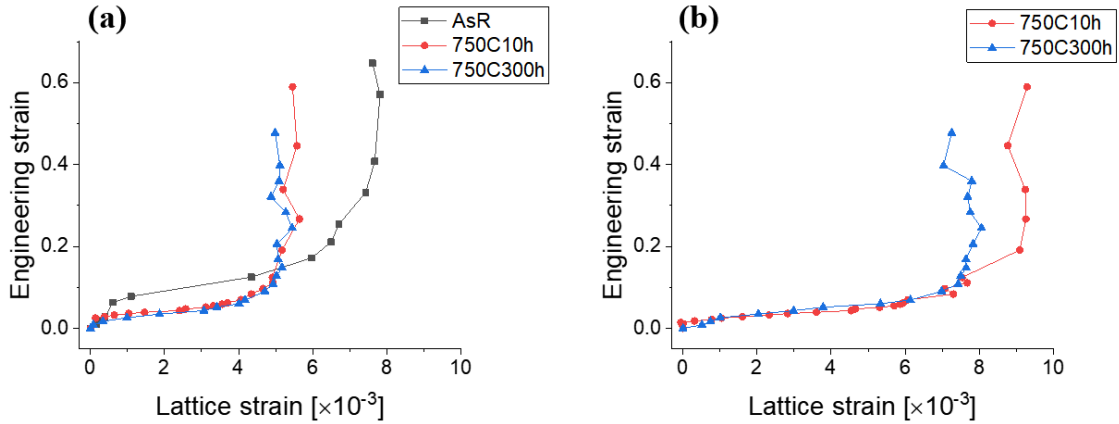 (a)
AsR
750C10h
750C300h
Engineering strain
0.6
0.4
0.2
0.0
0 2 4 6 8 10
Lattice strain [×10⁻³]
(b)
750C10h
750C300h
Engineering strain
0.6
0.4
0.2
0.0
0 2 4 6 8 10
Lattice strain [×10⁻³]